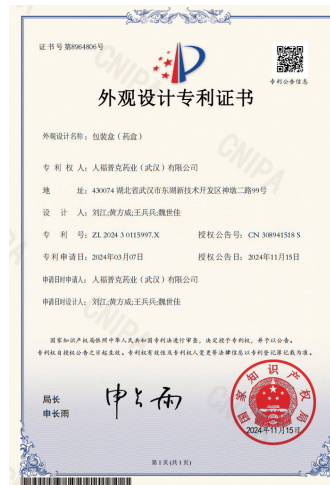 证书号第8964806号
专利公告信息
外观设计专利证书
外观设计名称：包装盒（药盒）
专利权人：人福普克药业（武汉）有限公司
地址：430074 湖北省武汉市东湖新技术开发区神墩二路99号
设计人：刘江;黄方威;王兵兵;魏世佳
专利号：ZL 2024 3 0115997.X 授权公告号：CN 308941518 S
专利申请日：2024年03月07日 授权公告日：2024年11月15日
申请日时申请人：人福普克药业（武汉）有限公司
申请日时设计人：刘江;黄方威;王兵兵;魏世佳
国家知识产权局依照中华人民共和国专利法进行审查，决定授予专利权，并予以公告。
专利权自授权公告之日起生效。专利权有效性及专利权人变更等法律信息以专利登记簿记载为准。
局长
申长雨
申长雨
国家知识产权局
2024年11月15日
第1页(共1页)
CNIPA
CNIPA
CNIPA